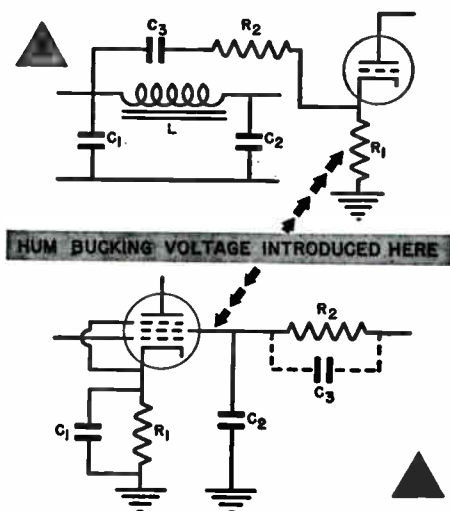 C3
R2
L
C1
C2
R1
HUM BUCKING VOLTAGE INTRODUCED HERE
R2
C3
C1
R1
C2